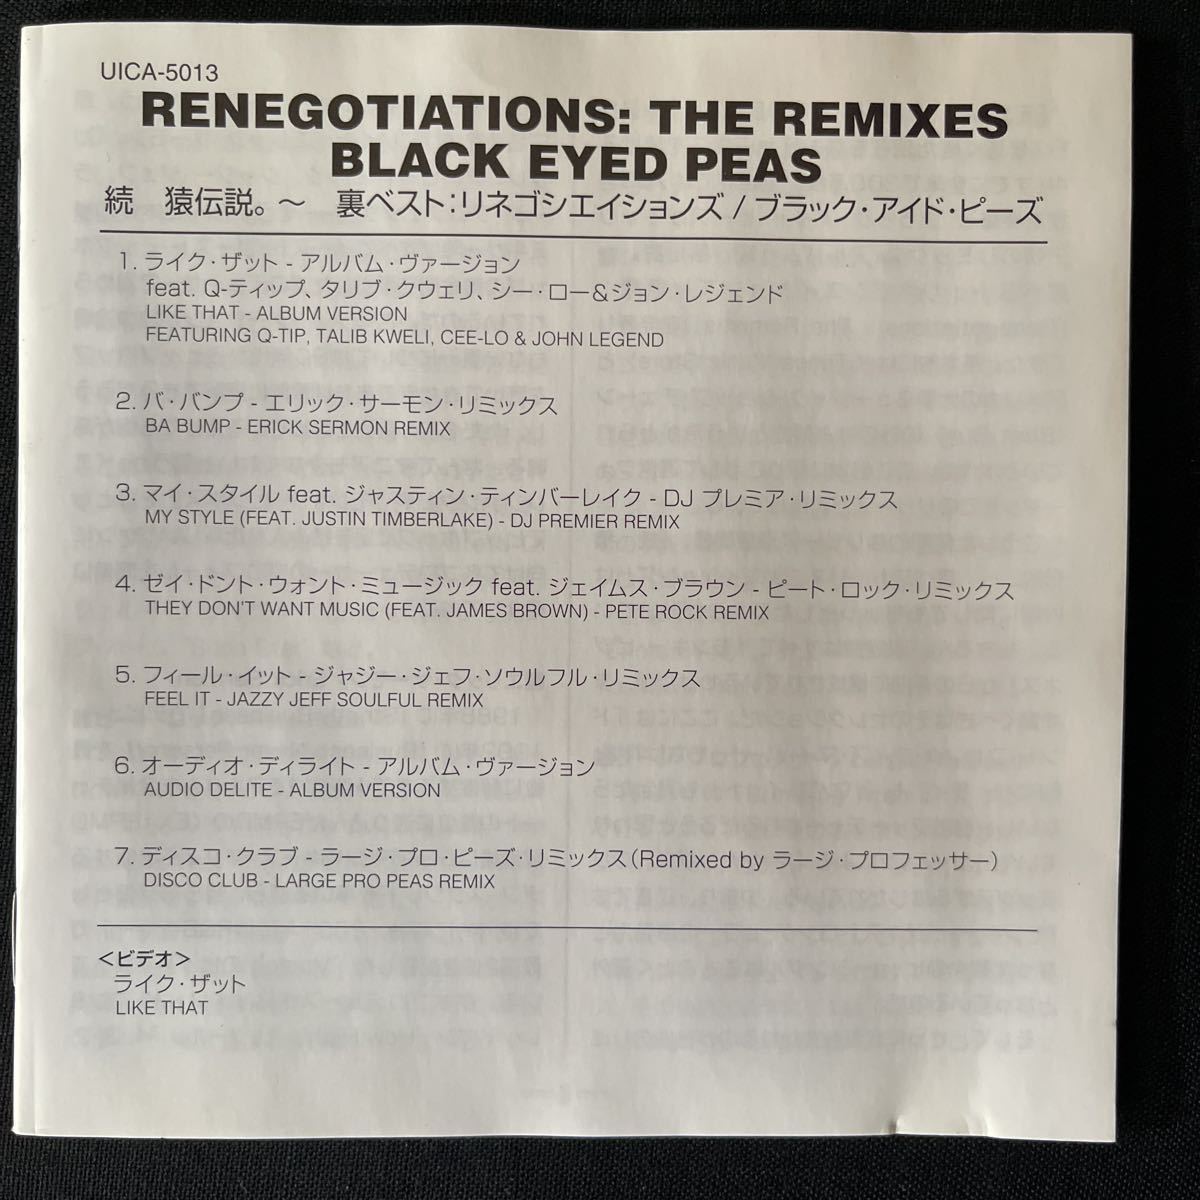 UICA-5013
RENEGOTIATIONS: THE REMIXES
BLACK EYED PEAS
続　猿伝説。〜　裏ベスト：リネゴシエイションズ / ブラック・アイド・ピーズ
1. ライク・ザット - アルバム・ヴァージョン
feat. Q-ティップ、タリブ・クウェリ、シー・ロー＆ジョン・レジェンド
LIKE THAT - ALBUM VERSION
FEATURING Q-TIP, TALIB KWELI, CEE-LO & JOHN LEGEND
2. バ・バンプ - エリック・サーモン・リミックス
BA BUMP - ERICK SERMON REMIX
3. マイ・スタイル feat. ジャスティン・ティンバーレイク - DJ プレミア・リミックス
MY STYLE (FEAT. JUSTIN TIMBERLAKE) - DJ PREMIER REMIX
4. ゼイ・ドント・ウォント・ミュージック feat. ジェイムス・ブラウン - ピート・ロック・リミックス
THEY DON'T WANT MUSIC (FEAT. JAMES BROWN) - PETE ROCK REMIX
5. フィール・イット - ジャジー・ジェフ・ソウルフル・リミックス
FEEL IT - JAZZY JEFF SOULFUL REMIX
6. オーディオ・ディライト - アルバム・ヴァージョン
AUDIO DELITE - ALBUM VERSION
7. ディスコ・クラブ - ラージ・プロ・ピーズ・リミックス（Remixed by ラージ・プロフェッサー）
DISCO CLUB - LARGE PRO PEAS REMIX
＜ビデオ＞
ライク・ザット
LIKE THAT